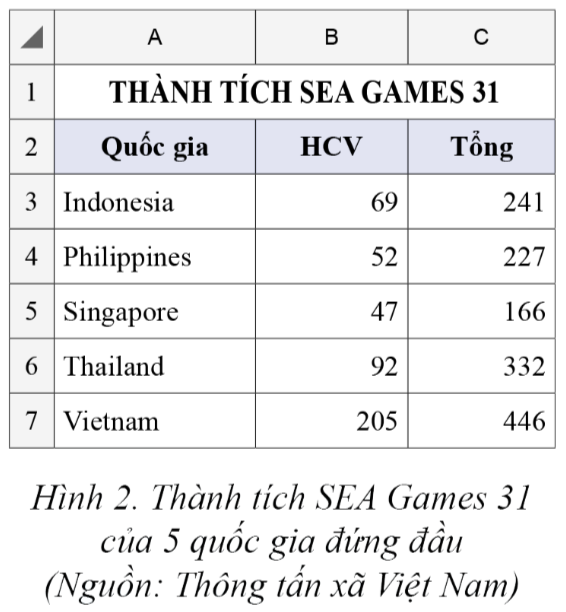 A B C
1 THÀNH TÍCH SEA GAMES 31
2 Quốc gia HCV Tổng
3 Indonesia 69 241
4 Philippines 52 227
5 Singapore 47 166
6 Thailand 92 332
7 Vietnam 205 446
Hình 2. Thành tích SEA Games 31
của 5 quốc gia đứng đầu
(Nguồn: Thông tấn xã Việt Nam)